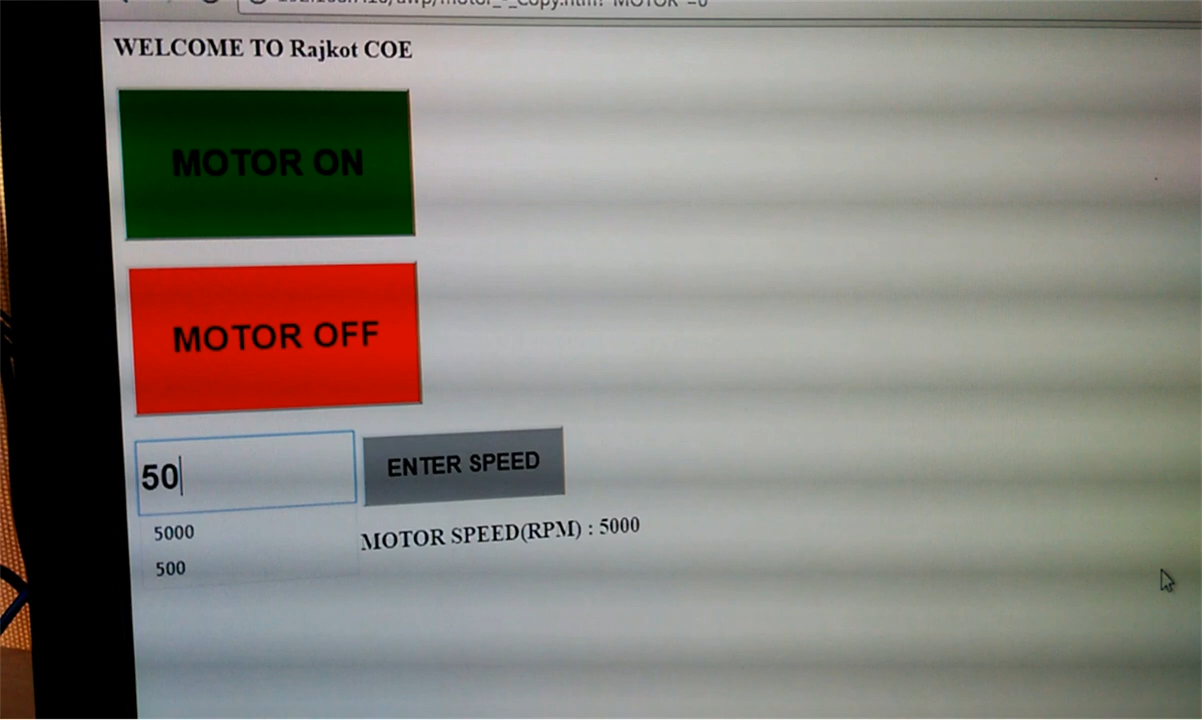 WELCOME TO Rajkot COE
MOTOR ON
MOTOR OFF
50
ENTER SPEED
5000
500
MOTOR SPEED(RPM) : 5000